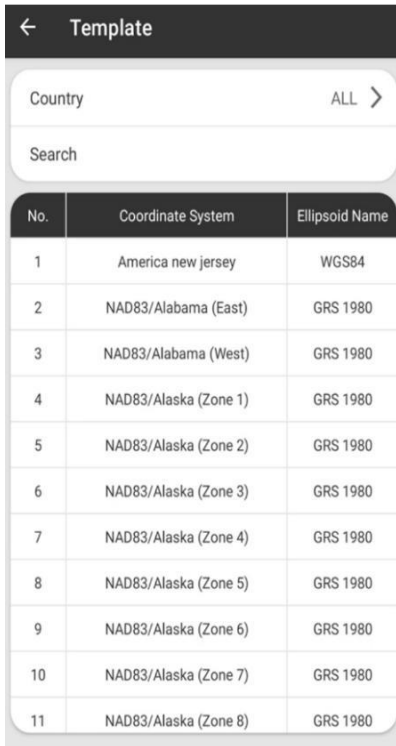 Template
Country ALL
Search
No. Coordinate System Ellipsoid Name
1 America new jersey WGS84
2 NAD83/Alabama (East) GRS 1980
3 NAD83/Alabama (West) GRS 1980
4 NAD83/Alaska (Zone 1) GRS 1980
5 NAD83/Alaska (Zone 2) GRS 1980
6 NAD83/Alaska (Zone 3) GRS 1980
7 NAD83/Alaska (Zone 4) GRS 1980
8 NAD83/Alaska (Zone 5) GRS 1980
9 NAD83/Alaska (Zone 6) GRS 1980
10 NAD83/Alaska (Zone 7) GRS 1980
11 NAD83/Alaska (Zone 8) GRS 1980